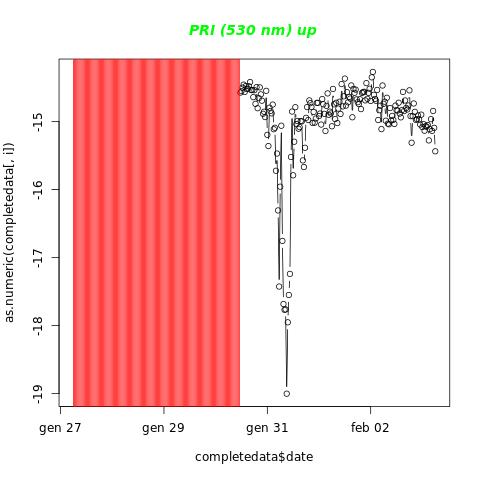 PRI (530 nm) up
as.numeric(completedata[, i])
-15
-16
-17
-18
-19
gen 27
gen 29
gen 31
feb 02
completedata$date